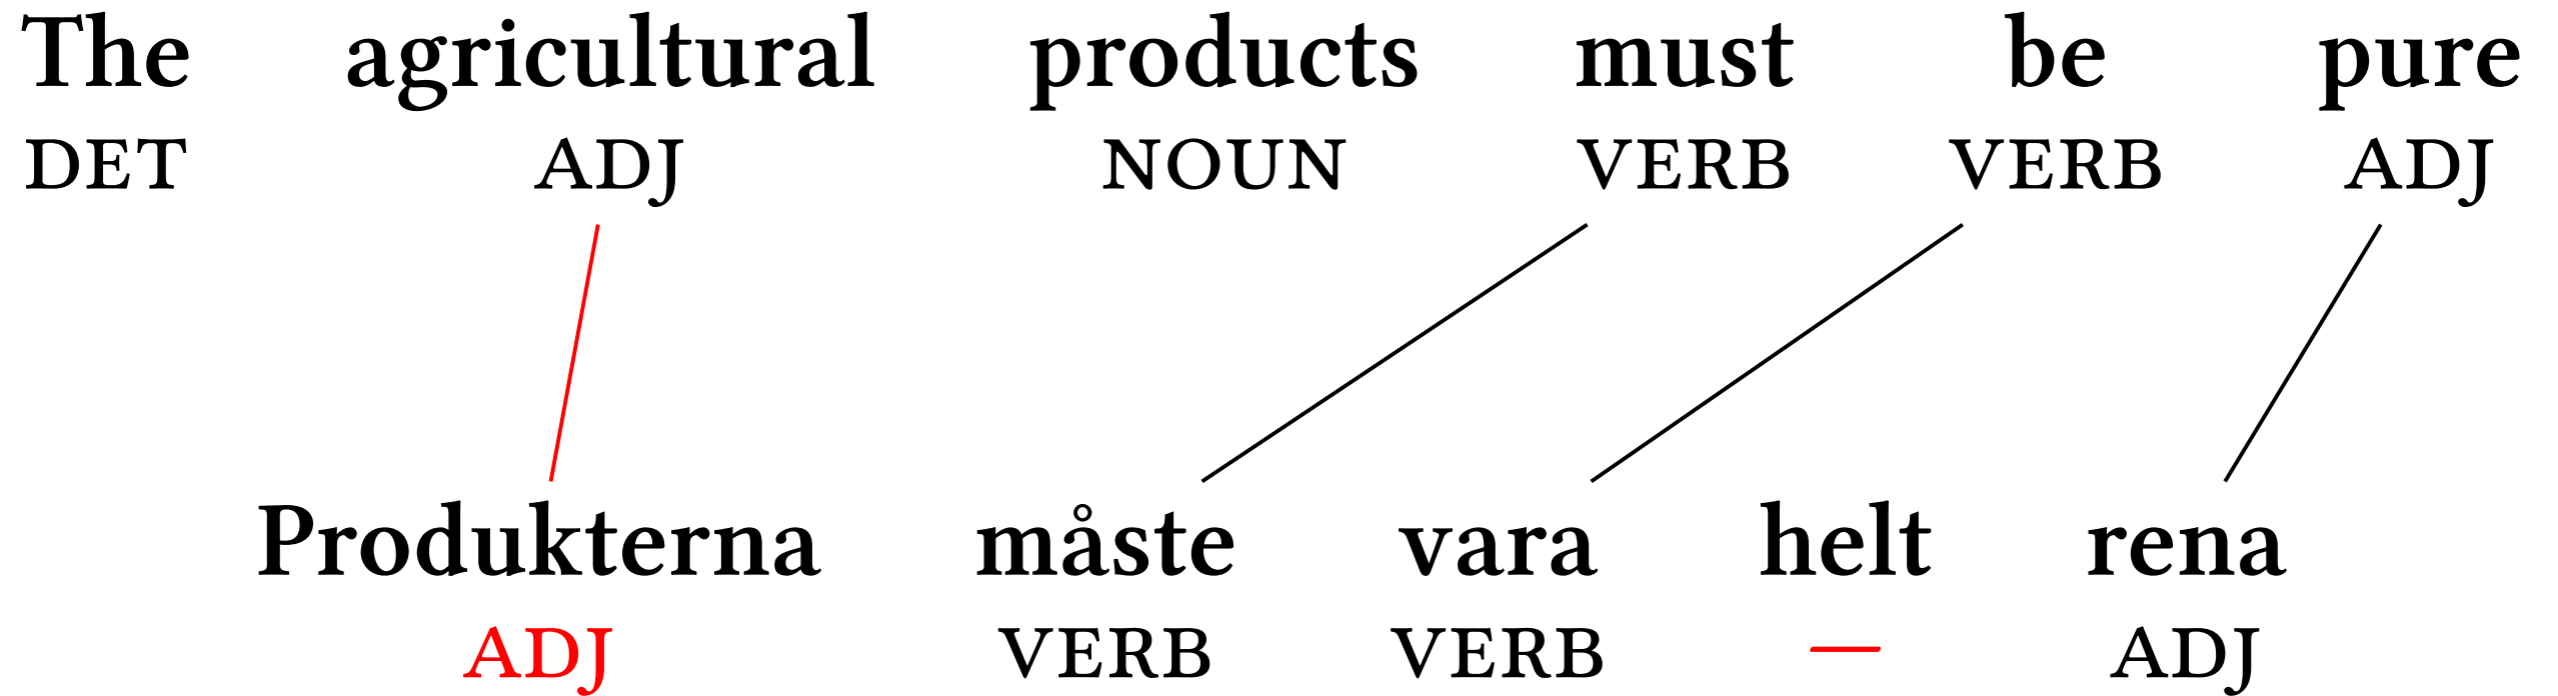 The agricultural products must be pure
DET ADJ NOUN VERB VERB ADJ
Produkterna måste vara helt rena
ADJ VERB VERB — ADJ